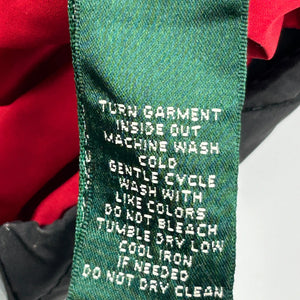 TURN GARMENT
INSIDE OUT
MACHINE WASH
COLD
GENTLE CYCLE
WASH WITH
LIKE COLORS
DO NOT BLEACH
TUMBLE DRY LOW
COOL IRON
IF NEEDED
DO NOT DRY CLEAN